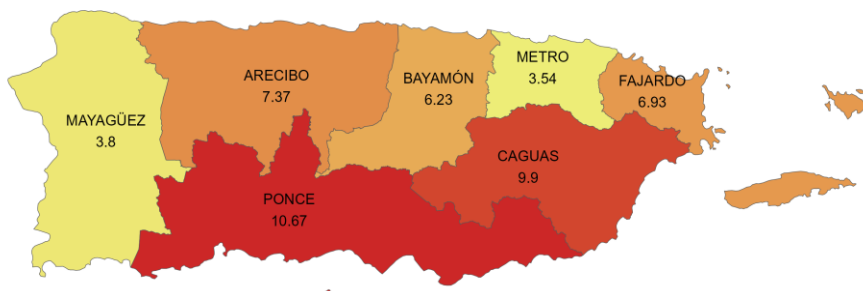 METRO
3.54
ARECIBO
7.37
BAYAMÓN
6.23
FAJARDO
6.93
MAYAGÜEZ
3.8
CAGUAS
9.9
PONCE
10.67